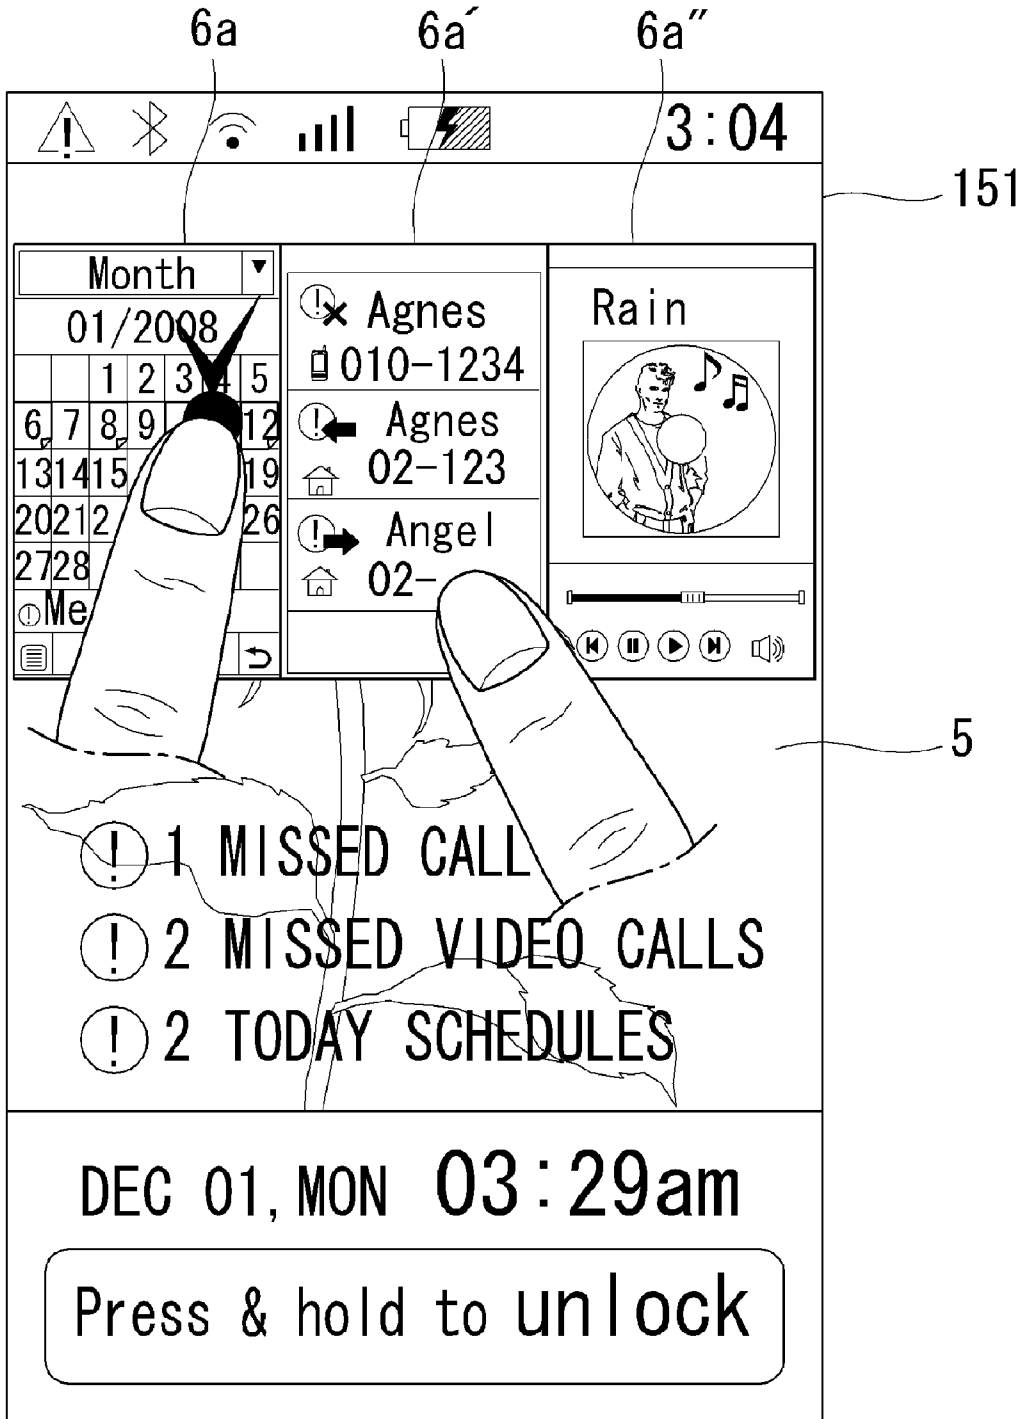 6a 6a′ 6a″
3:04
151
Month
01/2008
1 2 3 4 5
6 7 8 9 12
13 14 15 19
20 21 2 26
27 28
Me
Agnes
010-1234
Agnes
02-123
Angel
02-
Rain
5
! 1 MISSED CALL
! 2 MISSED VIDEO CALLS
! 2 TODAY SCHEDULES
DEC 01, MON 03:29am
Press & hold to unlock